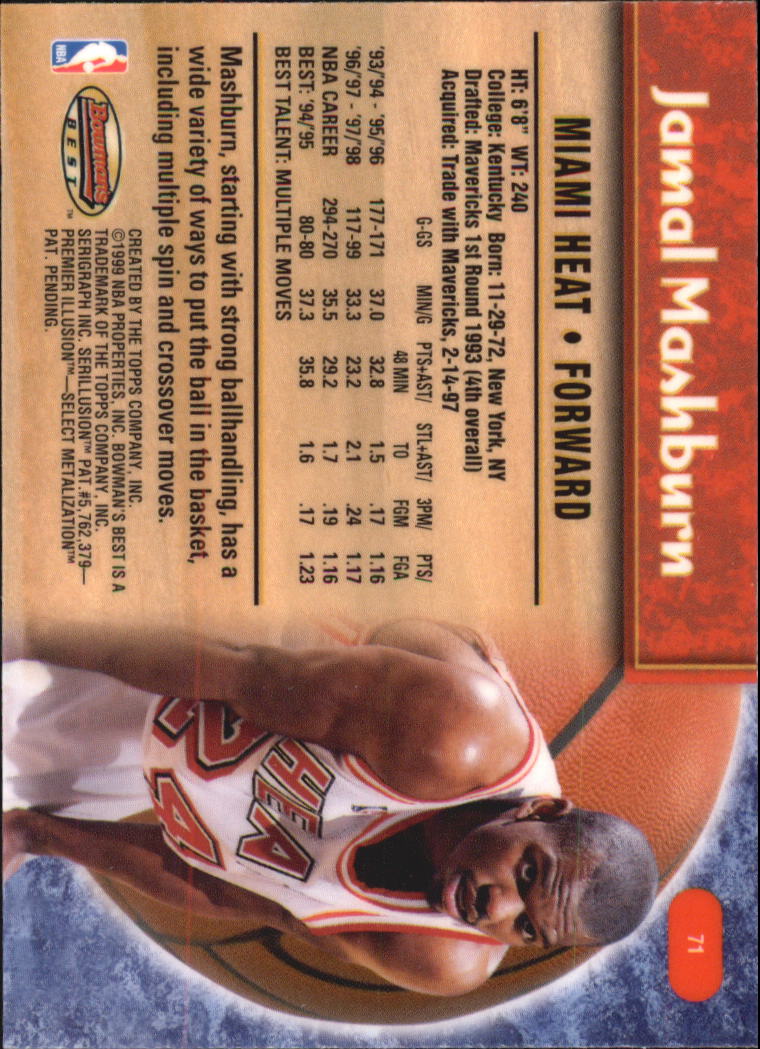 Jamal Mashburn
71
MIAMI HEAT • FORWARD
HT: 6'8" WT: 240
College: Kentucky Born: 11-29-72, New York, NY
Drafted: Mavericks 1st Round 1993 (4th overall)
Acquired: Trade with Mavericks, 2-14-97
G-GS MIN/G PTS+AST/ 48 MIN STL+AST/ TO 3PM/ FGM PTS/ FGA
'93/'94 - '95/'96 177-171 37.0 32.8 1.5 .17 1.16
'96/'97 - '97/'98 117-99 33.3 23.2 2.1 .24 1.17
NBA CAREER 294-270 35.5 29.2 1.7 .19 1.16
BEST: '94/'95 80-80 37.3 35.8 1.6 .17 1.23
BEST TALENT: MULTIPLE MOVES
Mashburn, starting with strong ballhandling, has a
wide variety of ways to put the ball in the basket,
including multiple spin and crossover moves.
HEA
24
NBA
Bowman's
BEST™
CREATED BY THE TOPPS COMPANY, INC.
©1999 NBA PROPERTIES, INC. BOWMAN'S BEST IS A
TRADEMARK OF THE TOPPS COMPANY, INC.
SERIGRAPH INC. SERIILLUSION™ PAT.#5,762,379—
PREMIER ILLUSION™—SELECT METALIZATION™
PAT. PENDING.